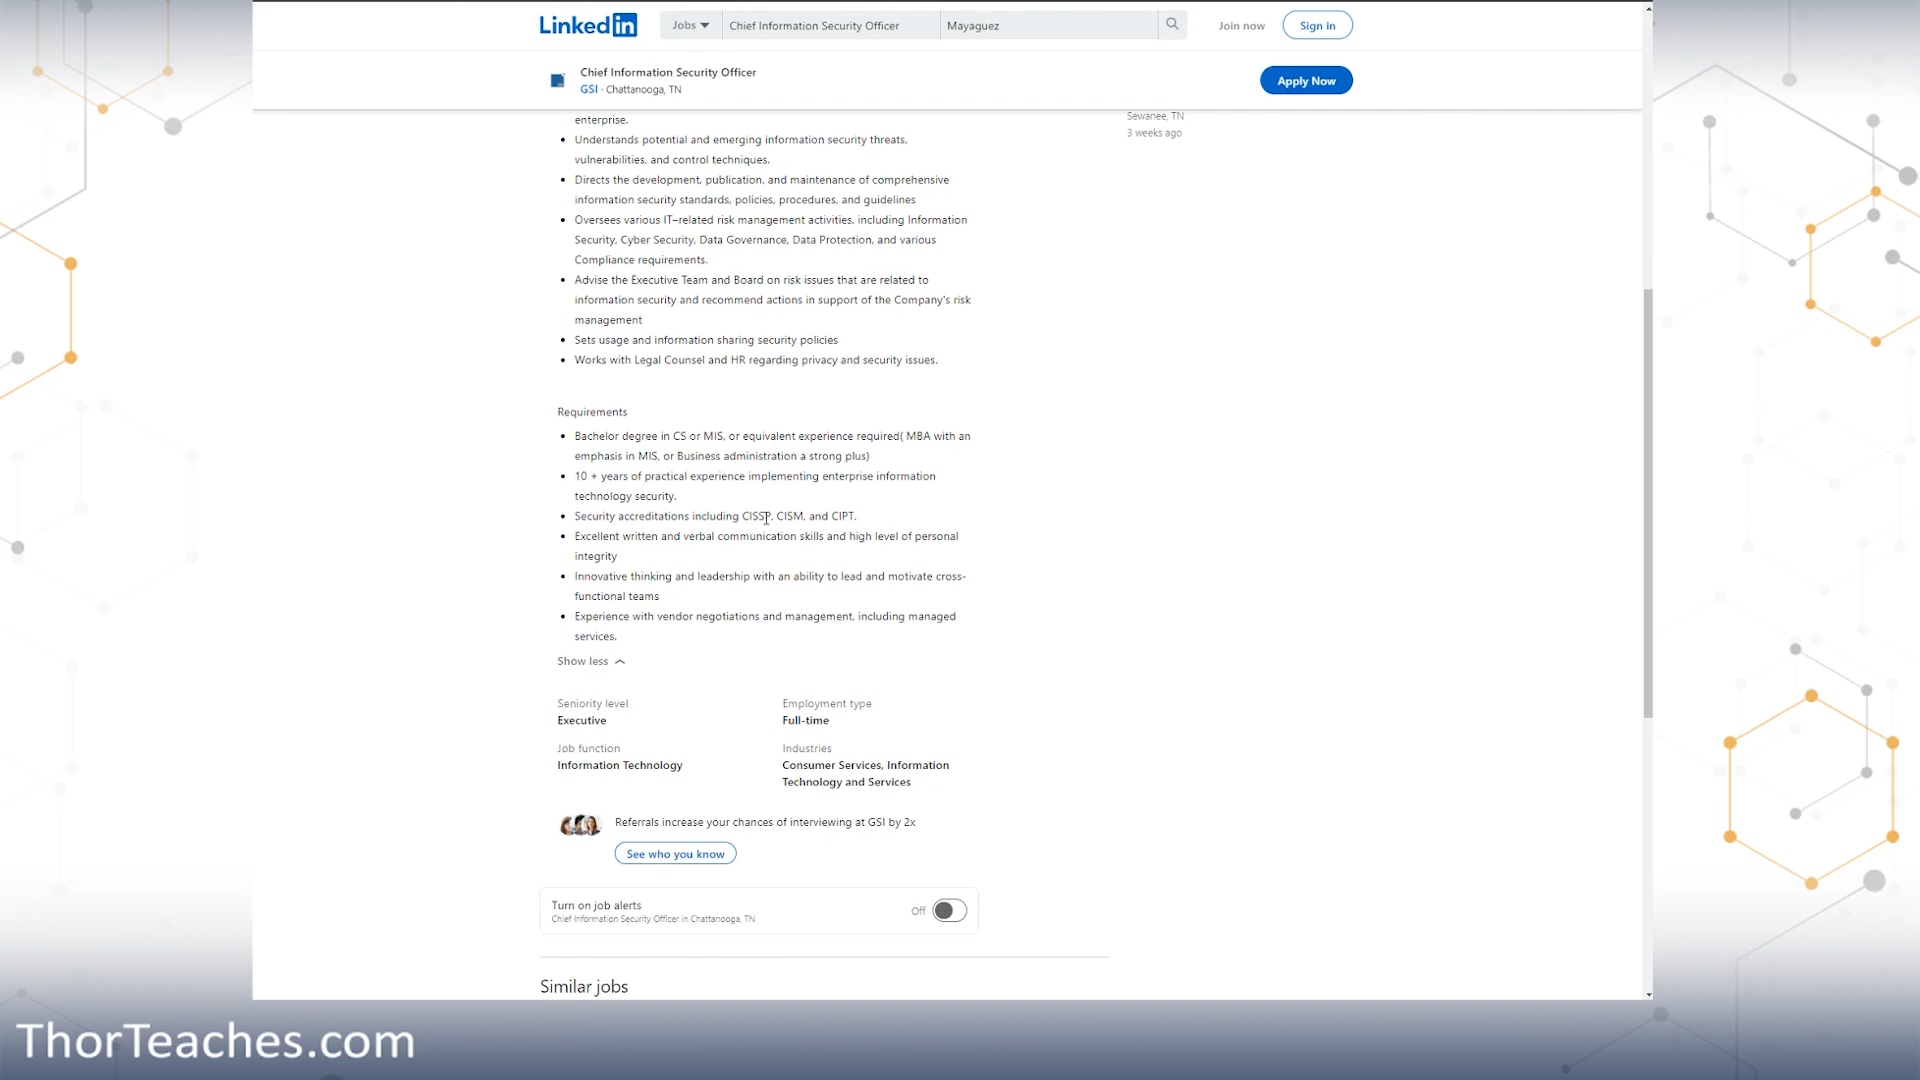 LinkedIn
Jobs
Chief Information Security Officer
Mayaguez
Join now
Sign in
Chief Information Security Officer
GSI · Chattanooga, TN
Apply Now
enterprise.
Sewanee, TN
3 weeks ago
Understands potential and emerging information security threats,
vulnerabilities, and control techniques.
Directs the development, publication, and maintenance of comprehensive
information security standards, policies, procedures, and guidelines
Oversees various IT–related risk management activities, including Information
Security, Cyber Security, Data Governance, Data Protection, and various
Compliance requirements.
Advise the Executive Team and Board on risk issues that are related to
information security and recommend actions in support of the Company's risk
management
Sets usage and information sharing security policies
Works with Legal Counsel and HR regarding privacy and security issues.
Requirements
Bachelor degree in CS or MIS, or equivalent experience required( MBA with an
emphasis in MIS, or Business administration a strong plus)
10 + years of practical experience implementing enterprise information
technology security.
Security accreditations including CISSP, CISM, and CIPT.
Excellent written and verbal communication skills and high level of personal
integrity
Innovative thinking and leadership with an ability to lead and motivate cross-
functional teams
Experience with vendor negotiations and management, including managed
services.
Show less
Seniority level
Executive
Employment type
Full-time
Job function
Information Technology
Industries
Consumer Services, Information
Technology and Services
Referrals increase your chances of interviewing at GSI by 2x
See who you know
Turn on job alerts
Chief Information Security Officer in Chattanooga, TN
Off
Similar jobs
ThorTeaches.com